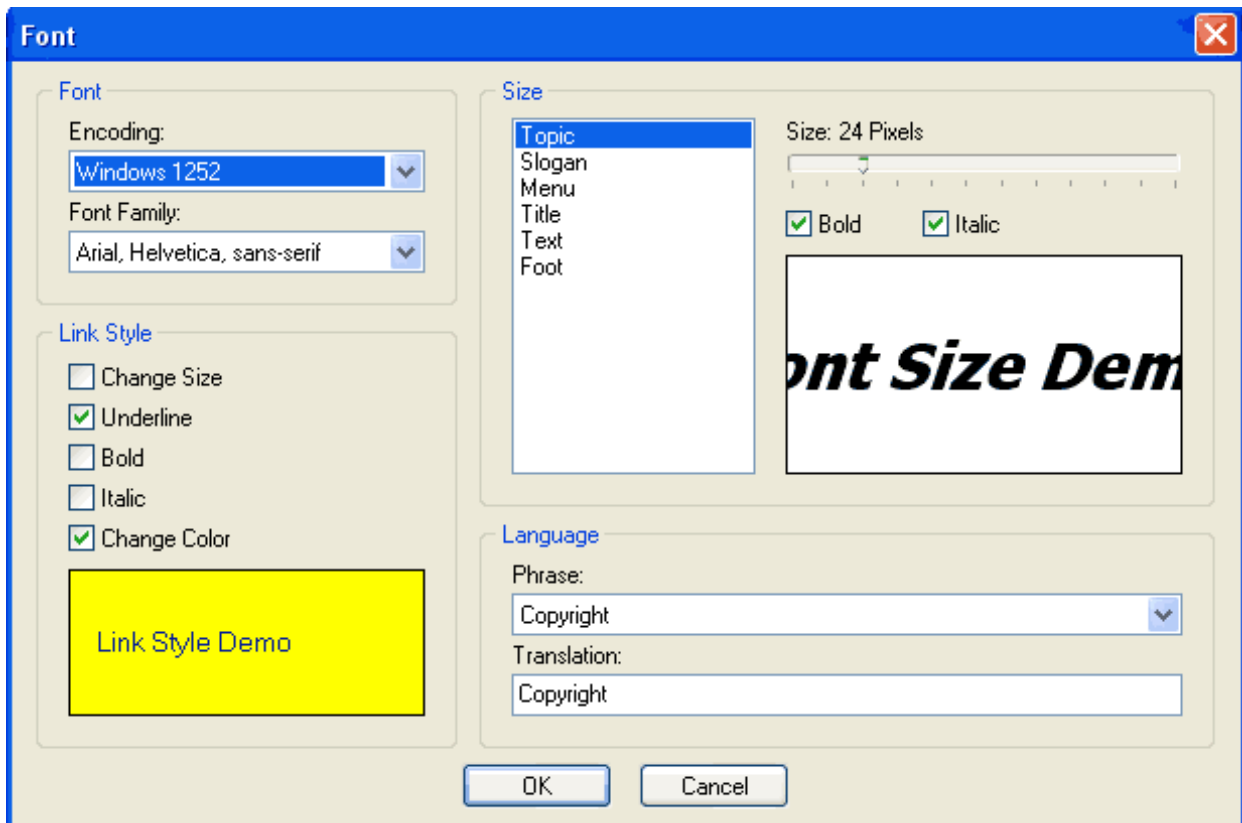 Font
Font
Encoding:
Windows 1252
Font Family:
Arial, Helvetica, sans-serif
Link Style
Change Size
Underline
Bold
Italic
Change Color
Link Style Demo
Size
Topic
Slogan
Menu
Title
Text
Foot
Size: 24 Pixels
Bold
Italic
ont Size Dem
Language
Phrase:
Copyright
Translation:
Copyright
OK
Cancel